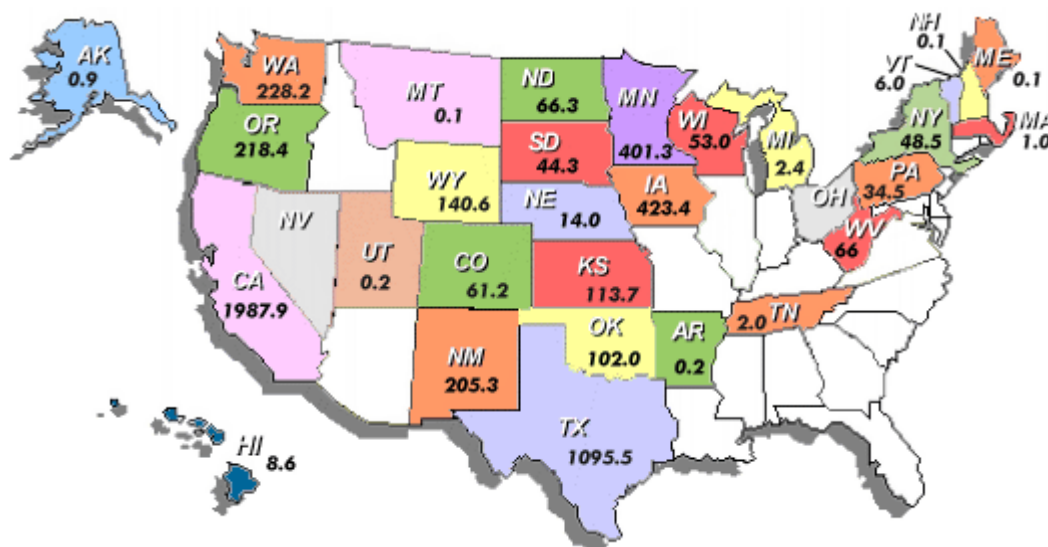 AK
0.9
WA
228.2
OR
218.4
MT
0.1
ND
66.3
MN
401.3
WI
53.0
MI
2.4
NH
0.1
VT
6.0
ME
0.1
MA
1.0
NY
48.5
SD
44.3
WY
140.6
IA
423.4
NE
14.0
PA
34.5
OH
WV
66
NV
UT
0.2
CO
61.2
KS
113.7
CA
1987.9
NM
205.3
OK
102.0
AR
0.2
TN
2.0
TX
1095.5
HI
8.6